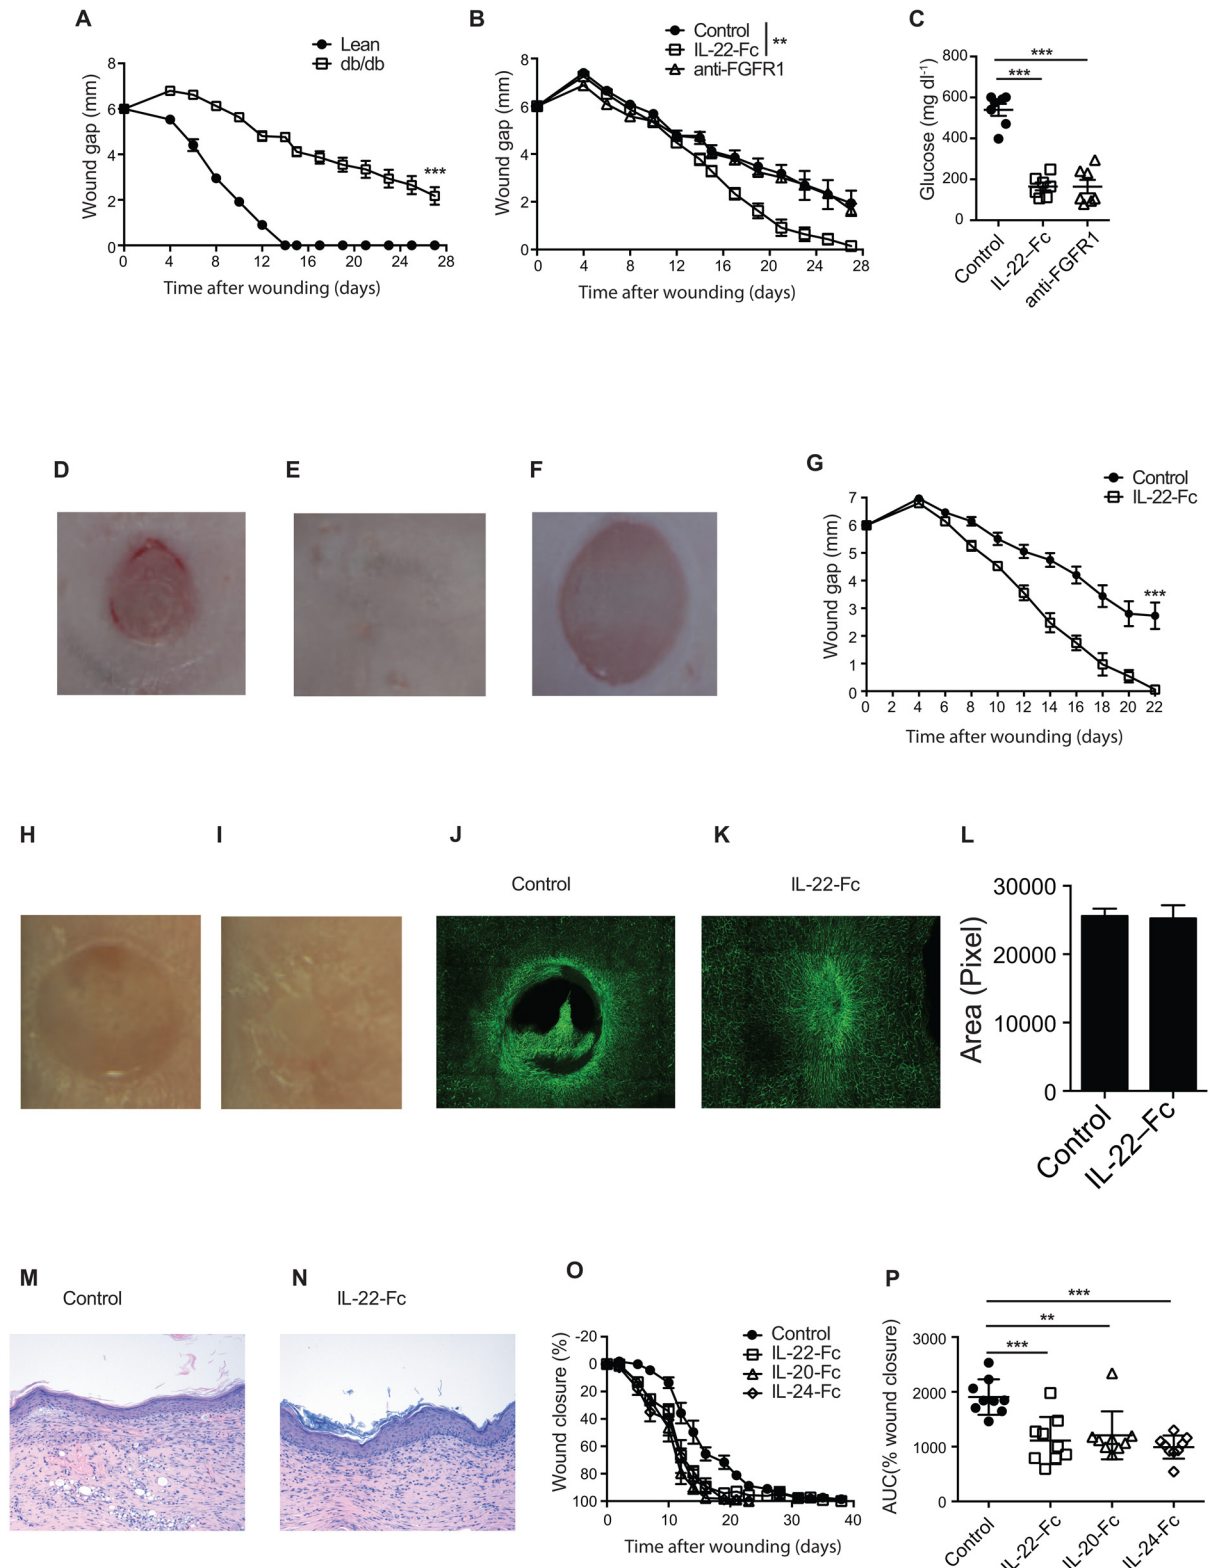 A
Lean
db/db
8
6
4
2
0
Wound gap (mm)
***
0 4 8 12 16 20 24 28
Time after wounding (days)
B
Control
IL-22-Fc
anti-FGFR1
**
8
6
4
2
0
Wound gap (mm)
0 4 8 12 16 20 24 28
Time after wounding (days)
C
***
***
800
600
400
200
0
Glucose (mg dl-1)
Control
IL-22–Fc
anti-FGFR1
D
E
F
G
Control
IL-22-Fc
7
6
5
4
3
2
1
0
Wound gap (mm)
***
0 2 4 6 8 10 12 14 16 18 20 22
Time after wounding (days)
H
I
J
Control
K
IL-22-Fc
L
30000
20000
10000
0
Area (Pixel)
Control
IL-22–Fc
M
Control
N
IL-22-Fc
O
Control
IL-22-Fc
IL-20-Fc
IL-24-Fc
-20
0
20
40
60
80
100
Wound closure (%)
0 10 20 30 40
Time after wounding (days)
P
***
**
***
3000
2000
1000
0
AUC(% wound closure)
Control
IL-22–Fc
IL-20-Fc
IL-24-Fc